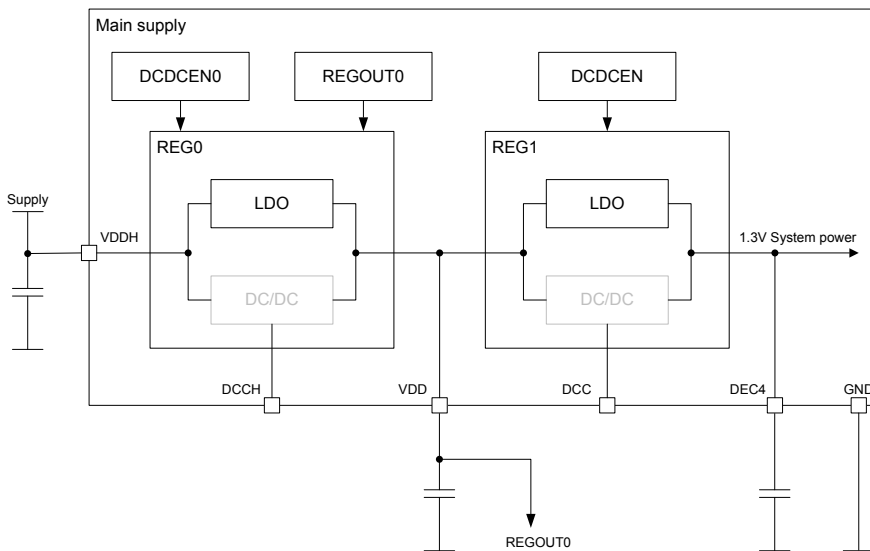 Main supply
DCDCEN0
REGOUT0
DCDCEN
REG0
REG1
LDO
LDO
Supply
VDDH
1.3V System power
DC/DC
DC/DC
DCCH
VDD
DCC
DEC4
GND
REGOUT0